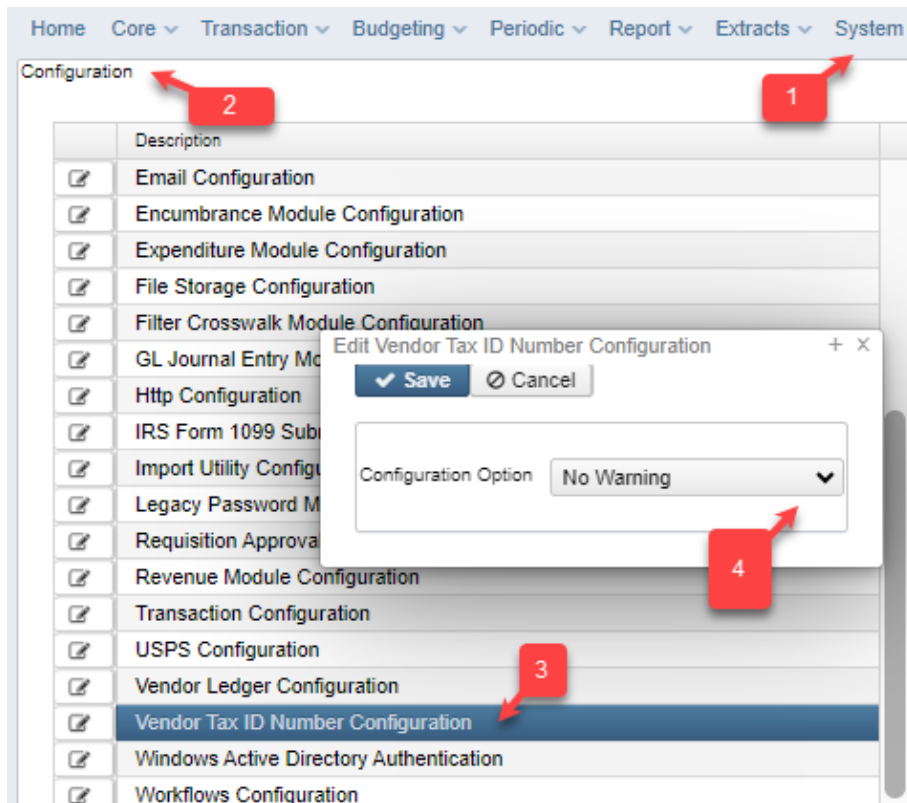 Home Core Transaction Budgeting Periodic Report Extracts System
Configuration
2
1
Description
Email Configuration
Encumbrance Module Configuration
Expenditure Module Configuration
File Storage Configuration
Filter Crosswalk Module Configuration
GL Journal Entry Mo
Http Configuration
IRS Form 1099 Sub
Import Utility Config
Legacy Password M
Requisition Approva
Revenue Module Configuration
Transaction Configuration
USPS Configuration
Vendor Ledger Configuration
Vendor Tax ID Number Configuration
Windows Active Directory Authentication
Workflows Configuration
Edit Vendor Tax ID Number Configuration
Save Cancel
Configuration Option No Warning
4
3